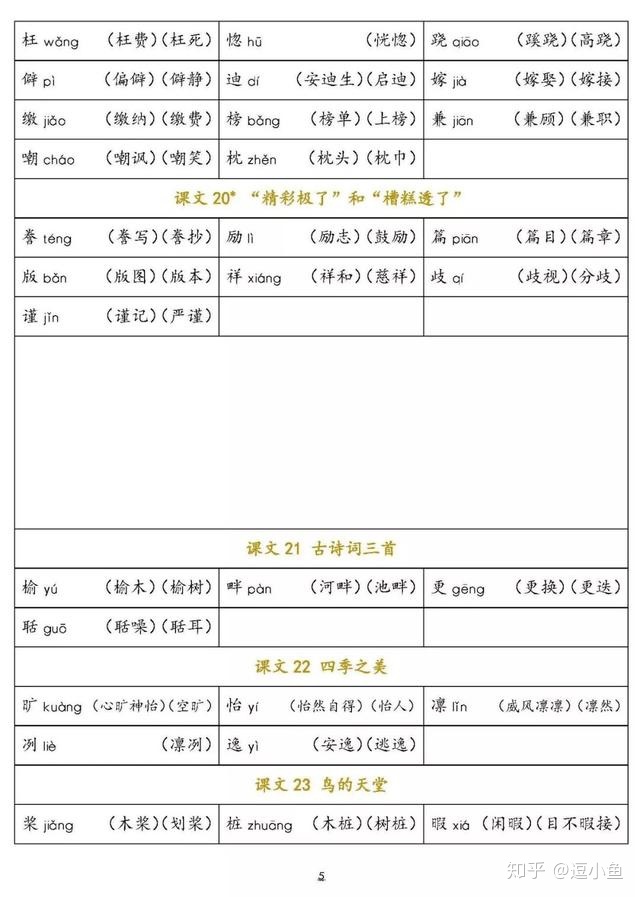 枉 wǎng (枉费)(枉死) 惚 hū (恍惚) 跷 qiāo (蹊跷)(高跷)
僻 pì (偏僻)(僻静) 迪 dí (安迪生)(启迪) 嫁 jià (嫁娶)(嫁接)
缴 jiǎo (缴纳)(缴费) 榜 bǎng (榜单)(上榜) 兼 jiān (兼顾)(兼职)
嘲 cháo (嘲讽)(嘲笑) 枕 zhěn (枕头)(枕巾)
课文 20* “精彩极了”和“糟糕透了”
誊 téng (誊写)(誊抄) 励 lì (励志)(鼓励) 篇 piān (篇目)(篇章)
版 bǎn (版图)(版本) 祥 xiáng (祥和)(慈祥) 歧 qí (歧视)(分歧)
谨 jǐn (谨记)(严谨)
课文 21 古诗词三首
榆 yú (榆木)(榆树) 畔 pàn (河畔)(池畔) 更 gēng (更换)(更迭)
聒 guō (聒噪)(聒耳)
课文 22 四季之美
旷 kuàng (心旷神怡)(空旷) 怡 yí (怡然自得)(怡人) 凛 lǐn (威风凛凛)(凛然)
冽 liè (凛冽) 逸 yì (安逸)(逃逸)
课文 23 鸟的天堂
桨 jiǎng (木桨)(划桨) 桩 zhuāng (木桩)(树桩) 暇 xiá (闲暇)(目不暇接)
5
知乎 @逗小鱼